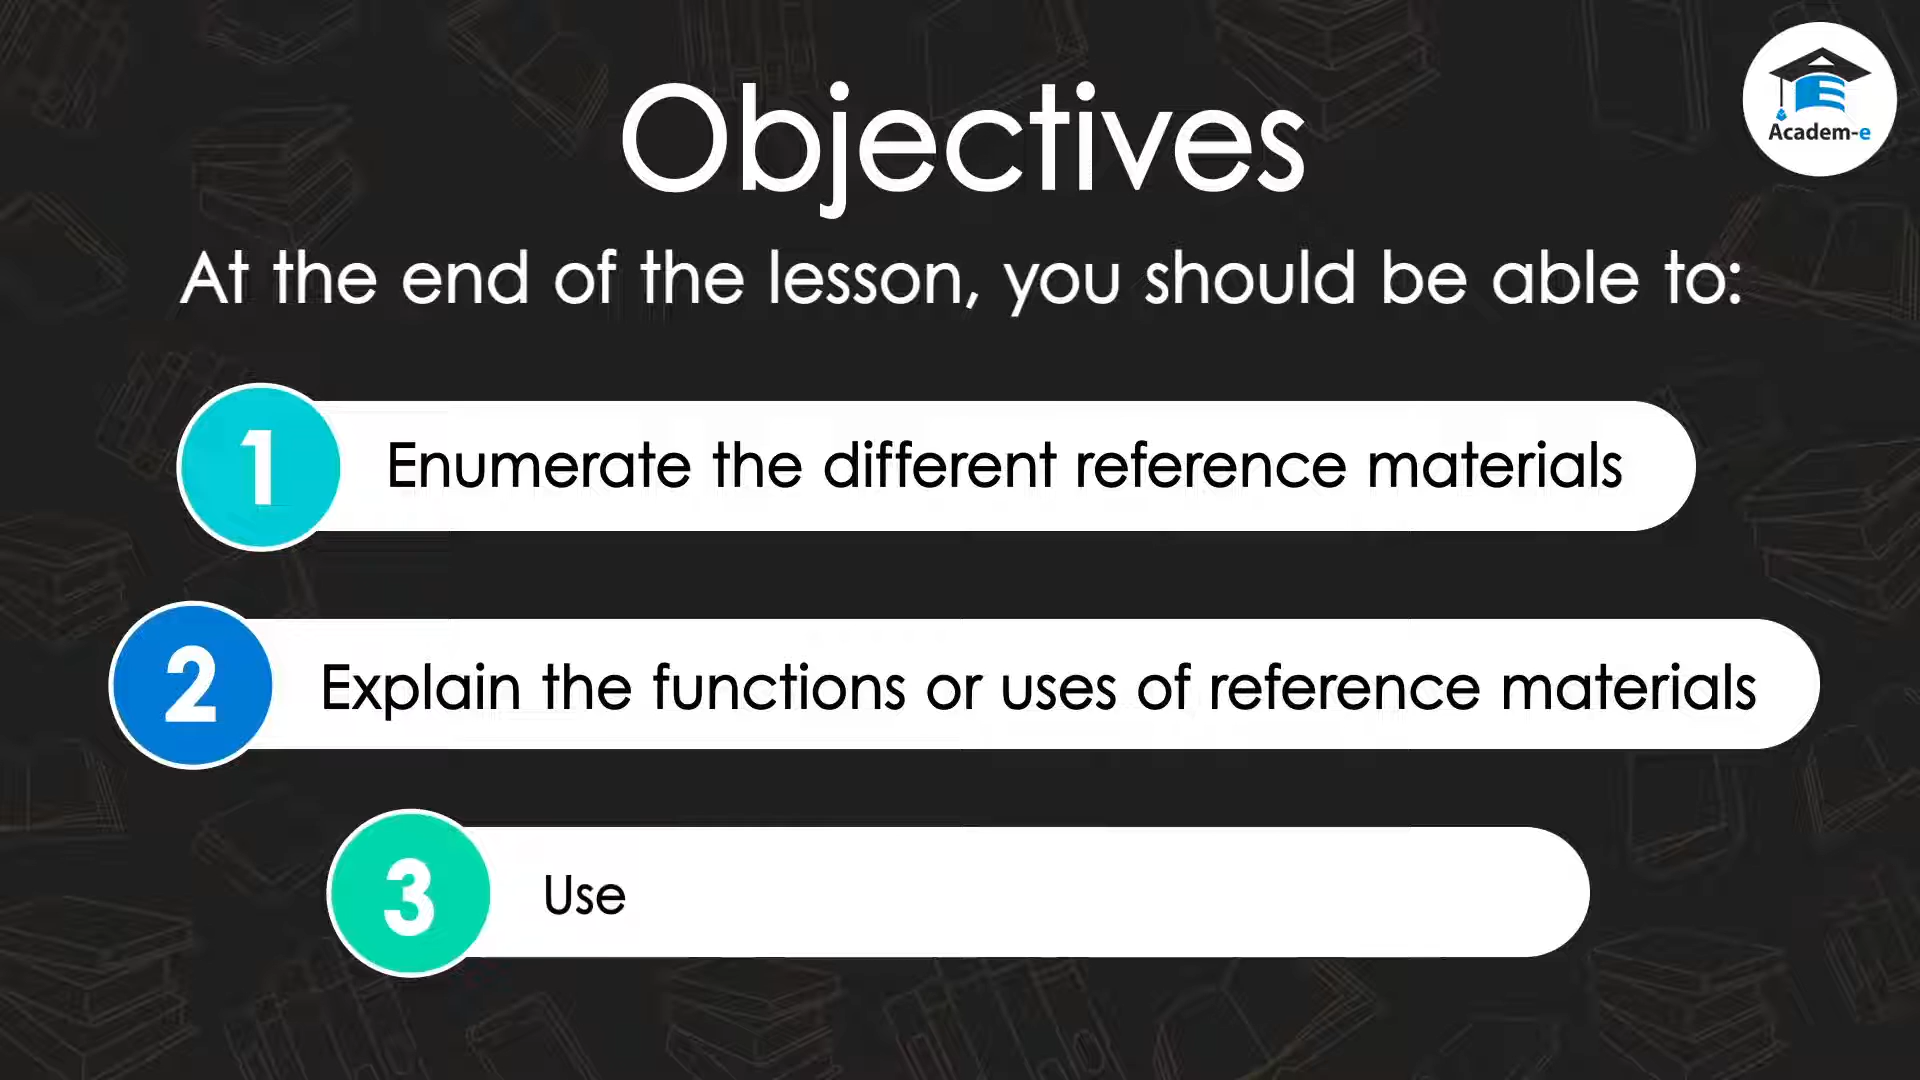 Academ-e
Objectives
At the end of the lesson, you should be able to:
1 Enumerate the different reference materials
2 Explain the functions or uses of reference materials
3 Use